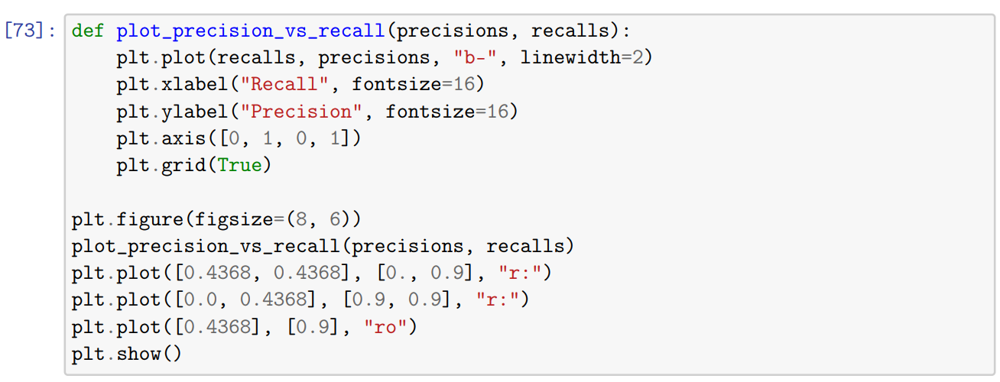 [73]: def plot_precision_vs_recall(precisions, recalls):
    plt.plot(recalls, precisions, "b-", linewidth=2)
    plt.xlabel("Recall", fontsize=16)
    plt.ylabel("Precision", fontsize=16)
    plt.axis([0, 1, 0, 1])
    plt.grid(True)

plt.figure(figsize=(8, 6))
plot_precision_vs_recall(precisions, recalls)
plt.plot([0.4368, 0.4368], [0., 0.9], "r:")
plt.plot([0.0, 0.4368], [0.9, 0.9], "r:")
plt.plot([0.4368], [0.9], "ro")
plt.show()